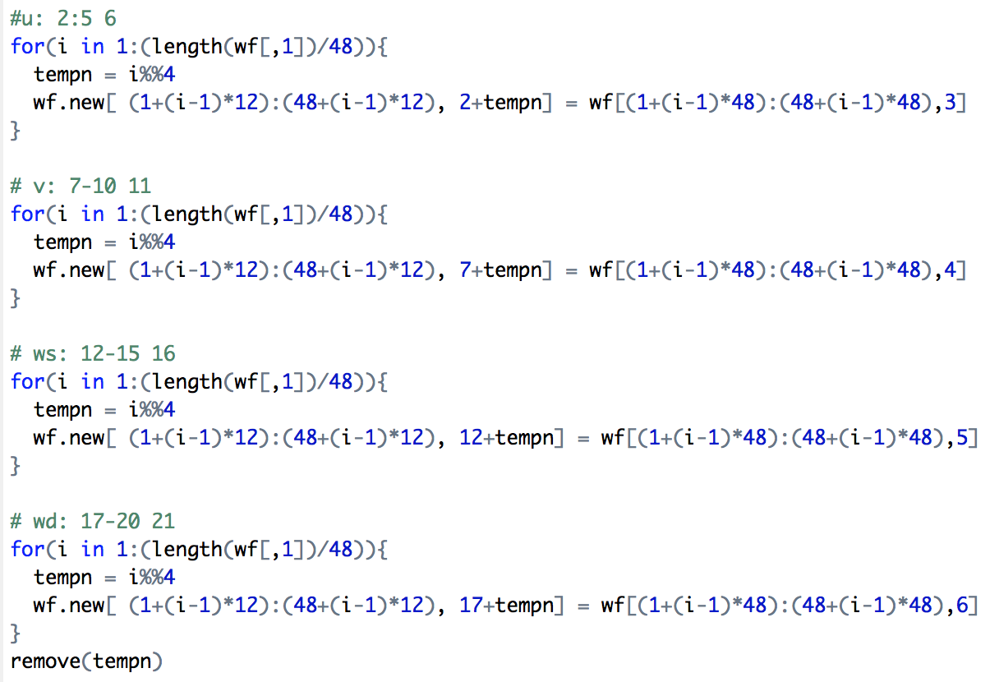 #u: 2:5 6
for(i in 1:(length(wf[,1])/48)){
  tempn = i%%4
  wf.new[ (1+(i-1)*12):(48+(i-1)*12), 2+tempn] = wf[(1+(i-1)*48):(48+(i-1)*48),3]
}

# v: 7-10 11
for(i in 1:(length(wf[,1])/48)){
  tempn = i%%4
  wf.new[ (1+(i-1)*12):(48+(i-1)*12), 7+tempn] = wf[(1+(i-1)*48):(48+(i-1)*48),4]
}

# ws: 12-15 16
for(i in 1:(length(wf[,1])/48)){
  tempn = i%%4
  wf.new[ (1+(i-1)*12):(48+(i-1)*12), 12+tempn] = wf[(1+(i-1)*48):(48+(i-1)*48),5]
}

# wd: 17-20 21
for(i in 1:(length(wf[,1])/48)){
  tempn = i%%4
  wf.new[ (1+(i-1)*12):(48+(i-1)*12), 17+tempn] = wf[(1+(i-1)*48):(48+(i-1)*48),6]
}
remove(tempn)